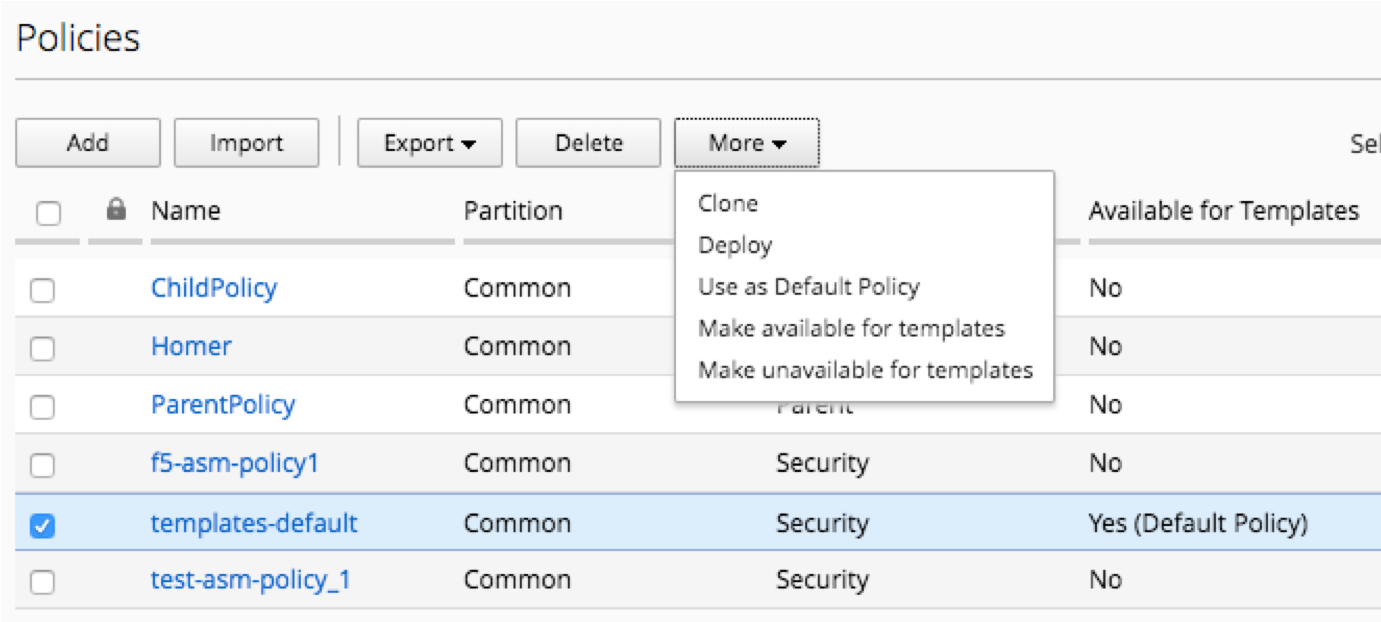 Policies
Add Import Export Delete More Sel
Name Partition Available for Templates
Clone
Deploy
Use as Default Policy
Make available for templates
Make unavailable for templates
ChildPolicy Common No
Homer Common No
ParentPolicy Common Parent No
f5-asm-policy1 Common Security No
templates-default Common Security Yes (Default Policy)
test-asm-policy_1 Common Security No